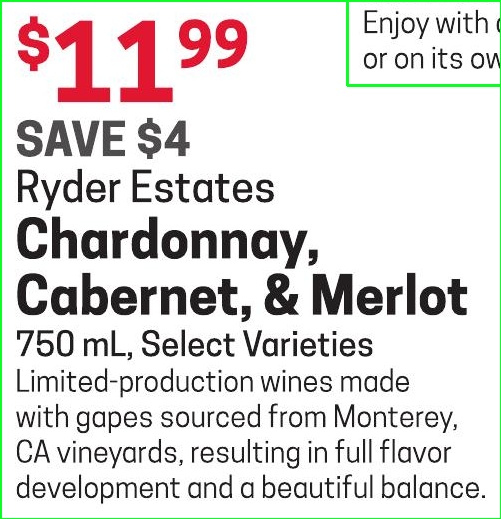 $11.99
SAVE $4
Ryder Estates
Chardonnay,
Cabernet, & Merlot
750 mL, Select Varieties
Limited-production wines made
with gapes sourced from Monterey,
CA vineyards, resulting in full flavor
development and a beautiful balance.
Enjoy with
or on its